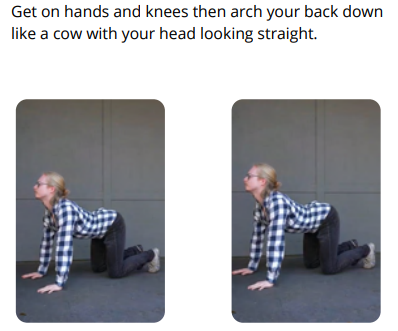 Get on hands and knees then arch your back down
like a cow with your head looking straight.